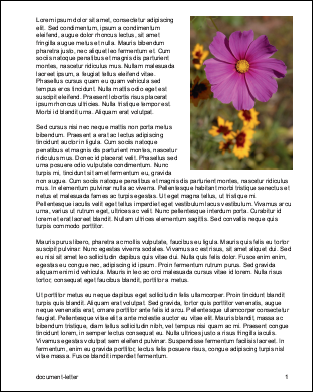 Lorem ipsum dolor sit amet, consectetur adipiscing
elit. Sed condimentum, ipsum a condimentum
eleifend, augue dolor rhoncus lectus, sit amet
fringilla augue metus et nulla. Mauris bibendum
pharetra justo, nec aliquet leo fermentum et. Cum
sociis natoque penatibus et magnis dis parturient
montes, nascetur ridiculus mus. Nullam malesuada
laoreet ipsum, a feugiat tellus eleifend vitae.
Phasellus cursus quam eu quam vehicula sed
tempus eros tincidunt. Nulla mattis odio eget est
suscipit eleifend. Praesent lobortis risus placerat
ipsum rhoncus ultricies. Nulla tristique tempor est.
Morbi id blandit urna. Aliquam erat volutpat.
Sed cursus nisi nec neque mattis non porta metus
bibendum. Praesent a erat ac lectus adipiscing
tincidunt auctor in ligula. Cum sociis natoque
penatibus et magnis dis parturient montes, nascetur
ridiculus mus. Donec id placerat velit. Phasellus sed
urna posuere odio vulputate condimentum. Nunc
turpis mi, tincidunt sit amet fermentum eu, gravida
non augue. Cum sociis natoque penatibus et magnis dis parturient montes, nascetur ridiculus
mus. In elementum pulvinar nulla ac viverra. Pellentesque habitant morbi tristique senectus et
netus et malesuada fames ac turpis egestas. Ut eget magna tellus, ut tristique mi.
Pellentesque iaculis velit eget tellus imperdiet eget vestibulum lacus vestibulum. Vivamus arcu
urna, varius ut rutrum eget, ultrices ac velit. Nunc pellentesque interdum porta. Curabitur id
lorem et erat laoreet blandit. Nullam ultrices elementum sagittis. Sed convallis neque quis
turpis commodo porttitor.
Mauris purus libero, pharetra ac mollis vulputate, faucibus eu ligula. Mauris quis felis eu tortor
suscipit pulvinar. Nunc egestas viverra sodales. Vivamus ac est risus, sit amet aliquet dui. Sed
eu nisi sit amet leo sollicitudin dapibus quis vitae dui. Nulla quis felis dolor. Fusce enim enim,
egestas eu congue nec, adipiscing id ipsum. Proin fermentum rutrum purus. Sed gravida
aliquam enim id vehicula. Mauris in leo ac orci malesuada cursus vitae id lorem. Nulla risus
tortor, consequat eget faucibus blandit, porttitor a metus.
Ut porttitor metus eu neque dapibus eget sollicitudin felis ullamcorper. Proin tincidunt blandit
turpis quis blandit. Aliquam erat volutpat. Sed gravida, tortor quis porttitor venenatis, augue
neque venenatis erat, ornare porttitor ante felis id arcu. Pellentesque ullamcorper consectetur
feugiat. Pellentesque vitae elit a ante molestie auctor eu vitae elit. Mauris blandit, massa ac
bibendum tristique, diam tellus sollicitudin nibh, vel tempus nisi quam ac mi. Praesent congue
tincidunt lorem, in semper lectus consequat eu. Nulla ultrices justo a risus fringilla iaculis.
Vivamus egestas volutpat sem eleifend pulvinar. Suspendisse fermentum facilisis laoreet. In
fermentum, enim eu gravida porttitor, lectus felis posuere risus, congue adipiscing turpis nisl
vitae massa. Fusce blandit imperdiet fermentum.
document-letter 1